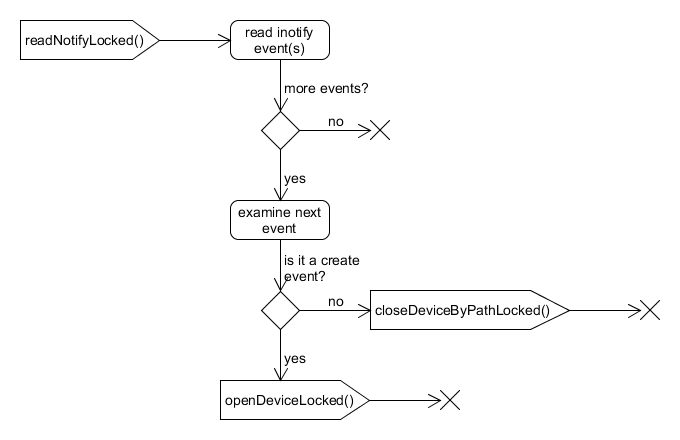 readNotifyLocked()
read inotify
event(s)
more events?
no
yes
examine next
event
is it a create
event?
no
closeDeviceByPathLocked()
yes
openDeviceLocked()